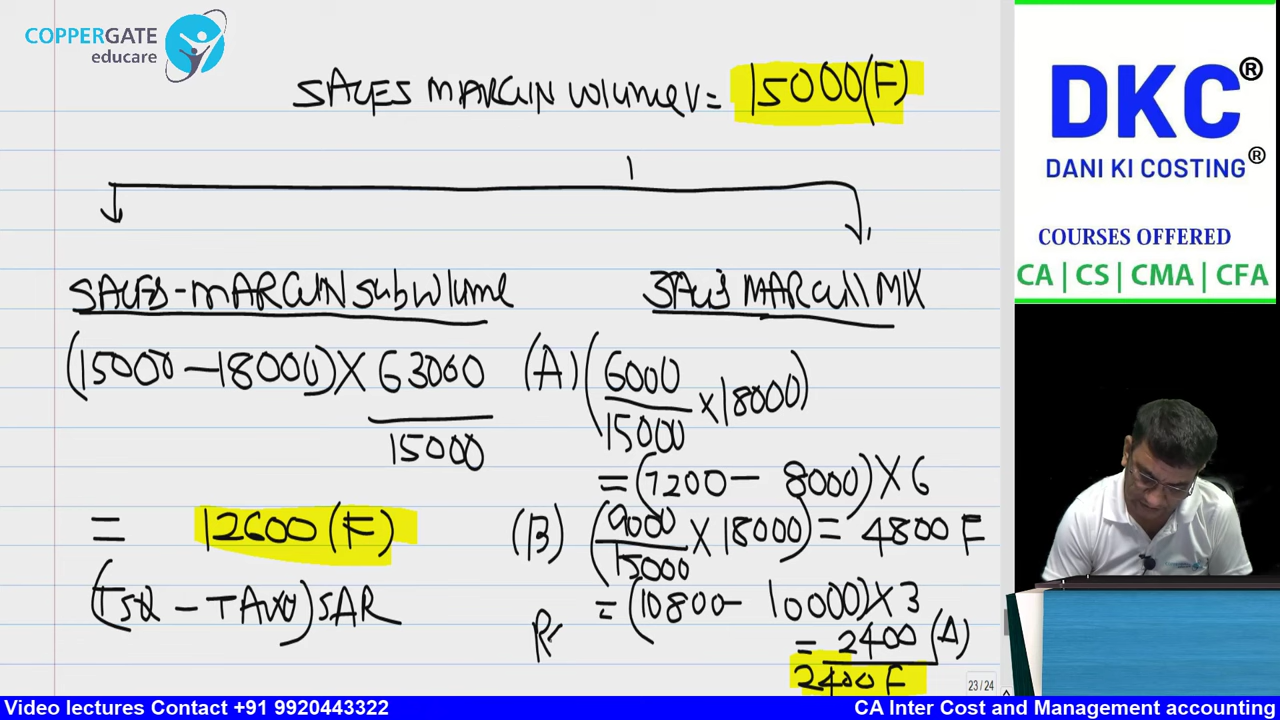 COPPERGATE
educare
SALES MARGIN VOLUME V = 15000(F)
SALES-MARGIN SUB VOLUME
(15000 - 18000) X 63000
15000
= 12600 (F)
(TSQ - TAQ) SAR
SALES MARGIN MIX
(A) (6000
15000 X 18000)
= (7200 - 8000) X 6
(B) (9000
15000 X 18000) = 4800 F
= (10800 - 10000) X 3
= 2400 (A)
2400 F
23/24
DKC®
DANI KI COSTING®
COURSES OFFERED
CA | CS | CMA | CFA
Video lectures Contact +91 9920443322
CA Inter Cost and Management accounting